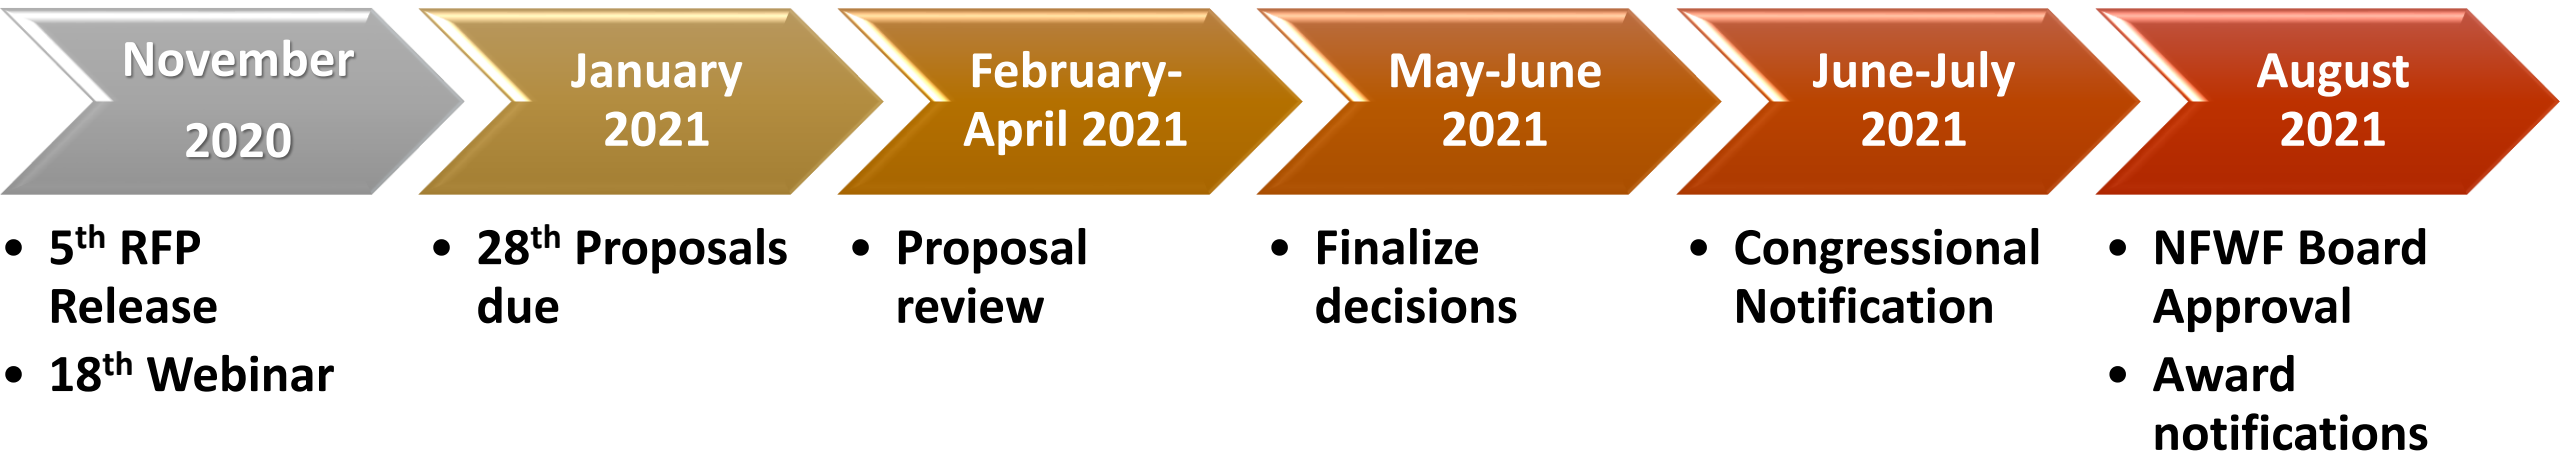 November
2020
January
2021
February-
April 2021
May-June
2021
June-July
2021
August
2021
• 5th RFP
Release
• 18th Webinar
• 28th Proposals
due
• Proposal
review
• Finalize
decisions
• Congressional
Notification
• NFWF Board
Approval
• Award
notifications